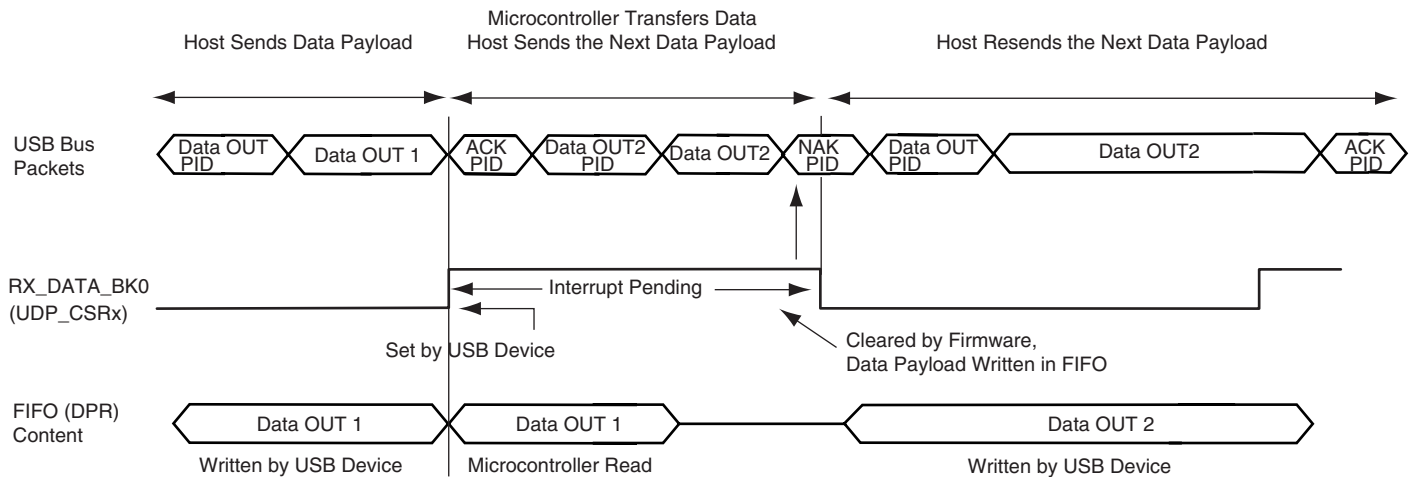 Host Sends Data Payload
Microcontroller Transfers Data
Host Sends the Next Data Payload
Host Resends the Next Data Payload
USB Bus
Packets
Data OUT
PID
Data OUT 1
ACK
PID
Data OUT2
PID
Data OUT2
NAK
PID
Data OUT
PID
Data OUT2
ACK
PID
RX_DATA_BK0
(UDP_CSRx)
Interrupt Pending
Set by USB Device
Cleared by Firmware,
Data Payload Written in FIFO
FIFO (DPR)
Content
Data OUT 1
Data OUT 1
Data OUT 2
Written by USB Device
Microcontroller Read
Written by USB Device